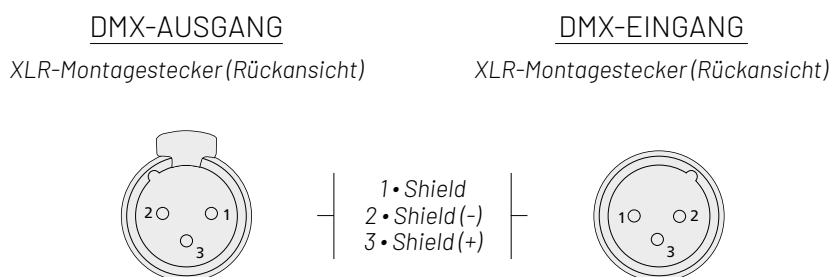 DMX-AUSGANG
XLR-Montagestecker (Rückansicht)
2 1
3
DMX-EINGANG
XLR-Montagestecker (Rückansicht)
1 2
3
1 • Shield
2 • Shield (-)
3 • Shield (+)